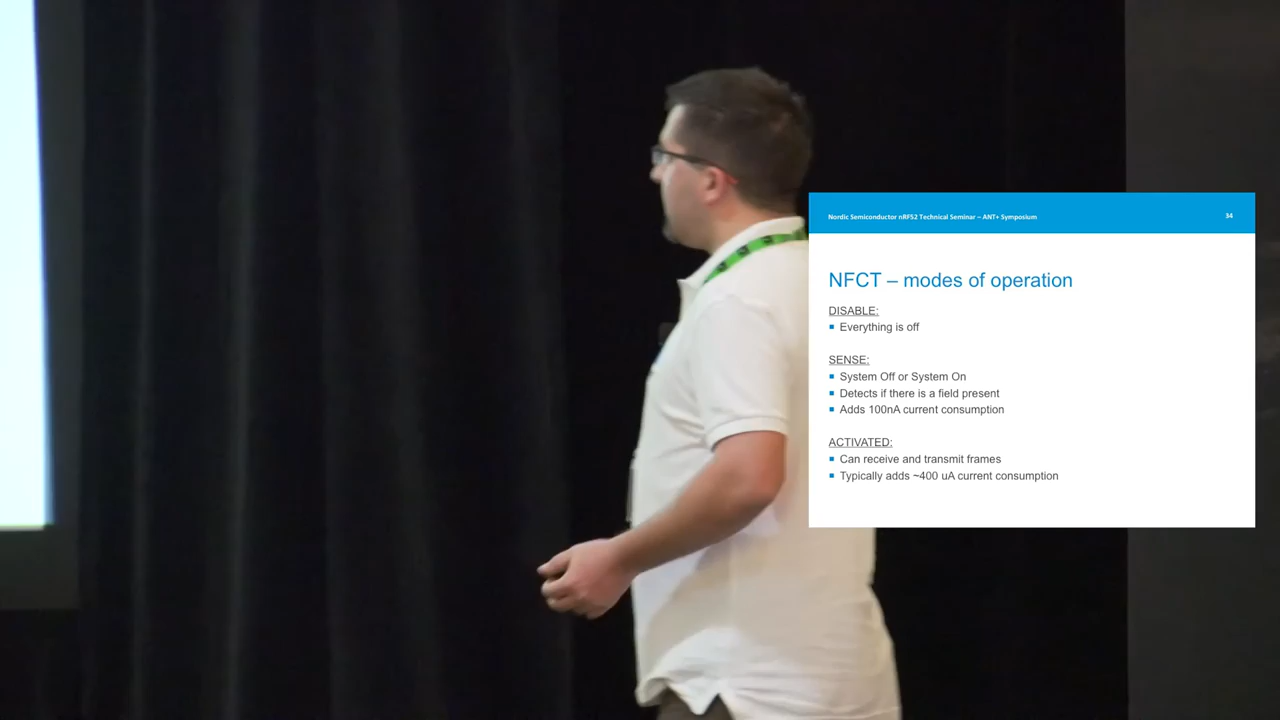 Nordic Semiconductor nRF52 Technical Seminar – ANT+ Symposium
34
NFCT – modes of operation
DISABLE:
▪ Everything is off
SENSE:
▪ System Off or System On
▪ Detects if there is a field present
▪ Adds 100nA current consumption
ACTIVATED:
▪ Can receive and transmit frames
▪ Typically adds ~400 uA current consumption